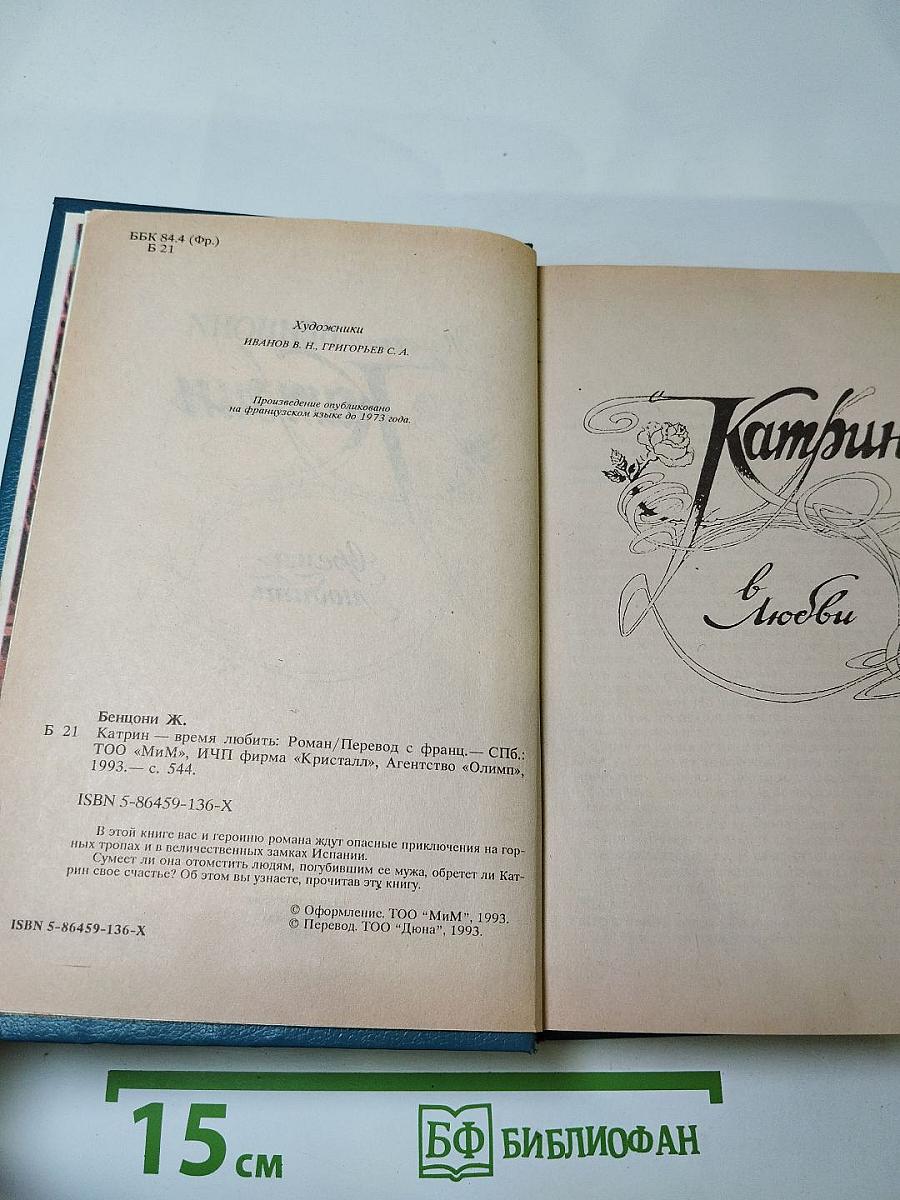 ББК 84.4 (Фр.)
Б 21
Художники
ИВАНОВ В. Н., ГРИГОРЬЕВ С. А.
Произведение опубликовано
на французском языке до 1973 года.
Бенцони Ж.
Б 21 Катрин — время любить: Роман/Перевод с франц.— СПб.:
ТОО «МиМ», ИЧП фирма «Кристалл», Агентство «Олимп»,
1993.— с. 544.
ISBN 5-86459-136-X
В этой книге вас и героиню романа ждут опасные приключения на гор-
ных тропах и в величественных замках Испании.
Сумеет ли она отомстить людям, погубившим ее мужа, обретет ли Кат-
рин свое счастье? Об этом вы узнаете, прочитав эту книгу.
© Оформление. ТОО "МиМ", 1993.
© Перевод. ТОО "Дюна", 1993.
ISBN 5-86459-136-X
Катрин
в
Любви
15 см
БФ БИБЛИОФАН